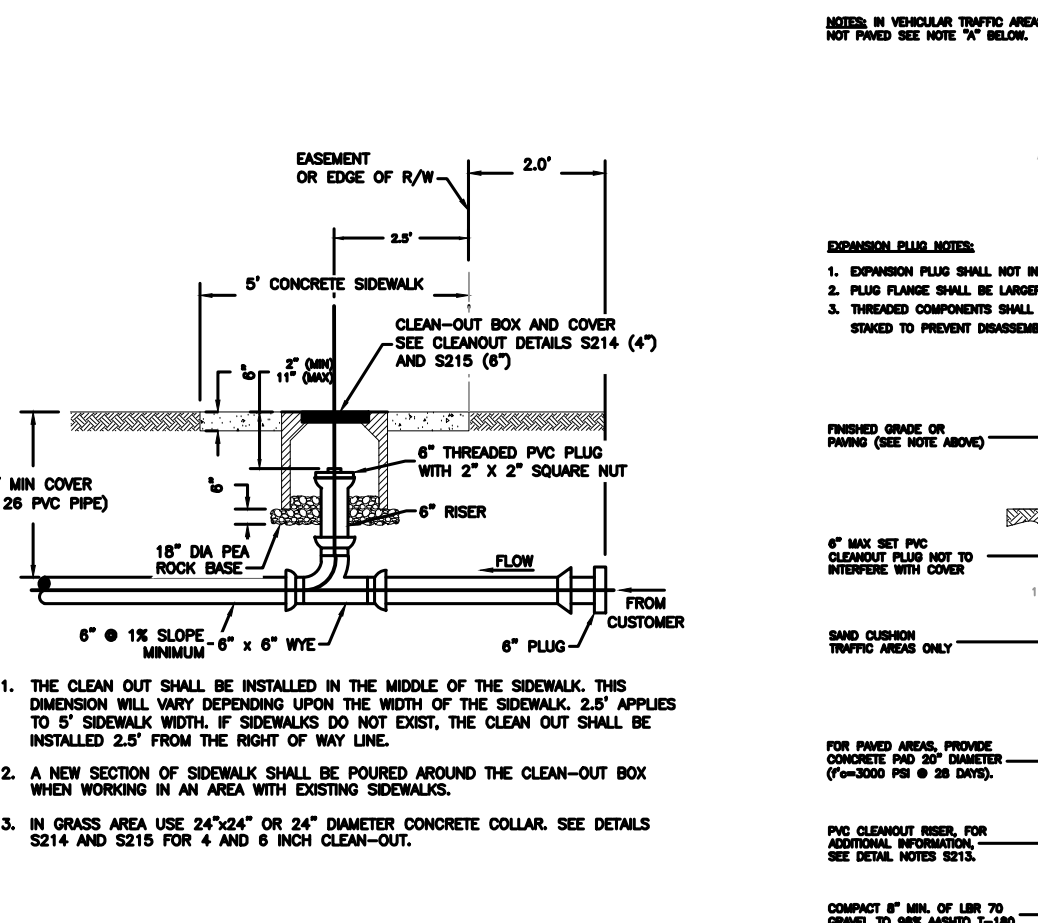 NOTES: IN VEHICULAR TRAFFIC
NOT PAVED SEE NOTE "A" BELOW.
EASEMENT
OR EDGE OF R/W
2.0'
2.5'
5' CONCRETE SIDEWALK
CLEAN-OUT BOX AND COVER
SEE CLEANOUT DETAILS S214 (4")
AND S215 (6")
6"
2" (MIN)
11" (MAX)
6" THREADED PVC PLUG
WITH 2" X 2" SQUARE NUT
MIN COVER
26 PVC PIPE)
6"
6" RISER
18" DIA PEA
ROCK BASE
FLOW
FROM
CUSTOMER
6" @ 1% SLOPE
MINIMUM
6" x 6" WYE
6" PLUG
1. THE CLEAN OUT SHALL BE INSTALLED IN THE MIDDLE OF THE SIDEWALK. THIS
DIMENSION WILL VARY DEPENDING UPON THE WIDTH OF THE SIDEWALK. 2.5' APPLIES
TO 5' SIDEWALK WIDTH. IF SIDEWALKS DO NOT EXIST, THE CLEAN OUT SHALL BE
INSTALLED 2.5' FROM THE RIGHT OF WAY LINE.
2. A NEW SECTION OF SIDEWALK SHALL BE POURED AROUND THE CLEAN-OUT BOX
WHEN WORKING IN AN AREA WITH EXISTING SIDEWALKS.
3. IN GRASS AREA USE 24"x24" OR 24" DIAMETER CONCRETE COLLAR. SEE DETAILS
S214 AND S215 FOR 4 AND 6 INCH CLEAN-OUT.
EXPANSION PLUG NOTES:
1. EXPANSION PLUG SHALL NOT
2. PLUG FLANGE SHALL BE LARGER
3. THREADED COMPONENTS SHALL
STAKED TO PREVENT
FINISHED GRADE OR
PAVING (SEE NOTE ABOVE)
6" MAX SET PVC
CLEANOUT PLUG NOT TO
INTERFERE WITH COVER
SAND CUSHION
TRAFFIC AREAS ONLY
FOR PAVED AREAS, PROVIDE
CONCRETE PAD 20" DIAMETER
(f'c=3000 PSI @ 28 DAYS).
PVC CLEANOUT RISER, FOR
ADDITIONAL INFORMATION,
SEE DETAIL NOTES S213.
COMPACT 8" MIN. OF LBR 70
GRAVEL TO 98% AASHTO T-180